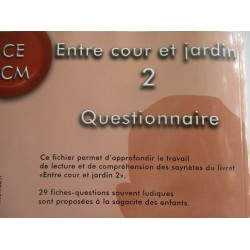 CE
CM
Entre cour et jardin
2
Questionnaire
Ce fichier permet d'approfondir le travail
de lecture et de compréhension des saynètes du livret
«Entre cour et jardin 2».
29 fiches-questions souvent ludiques
sont proposées à la sagacité des enfants.